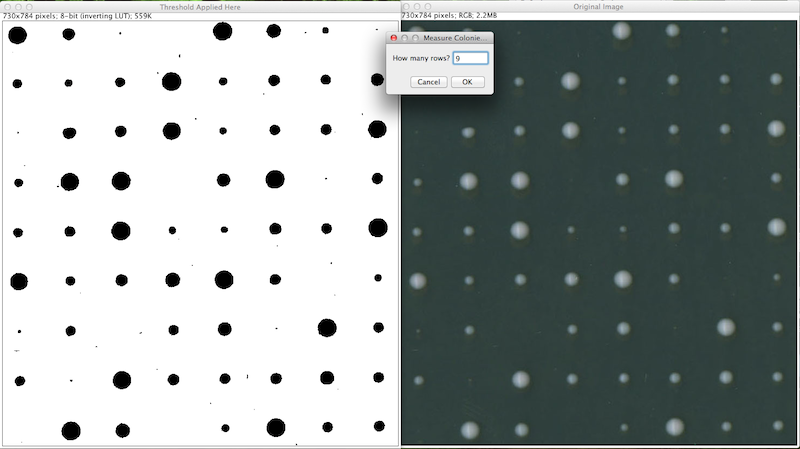 Threshold Applied Here
730x784 pixels; 8-bit (inverting LUT); 559K
Original Image
730x784 pixels; RGB; 2.2MB
Measure Colonie
How many rows? 9
Cancel OK